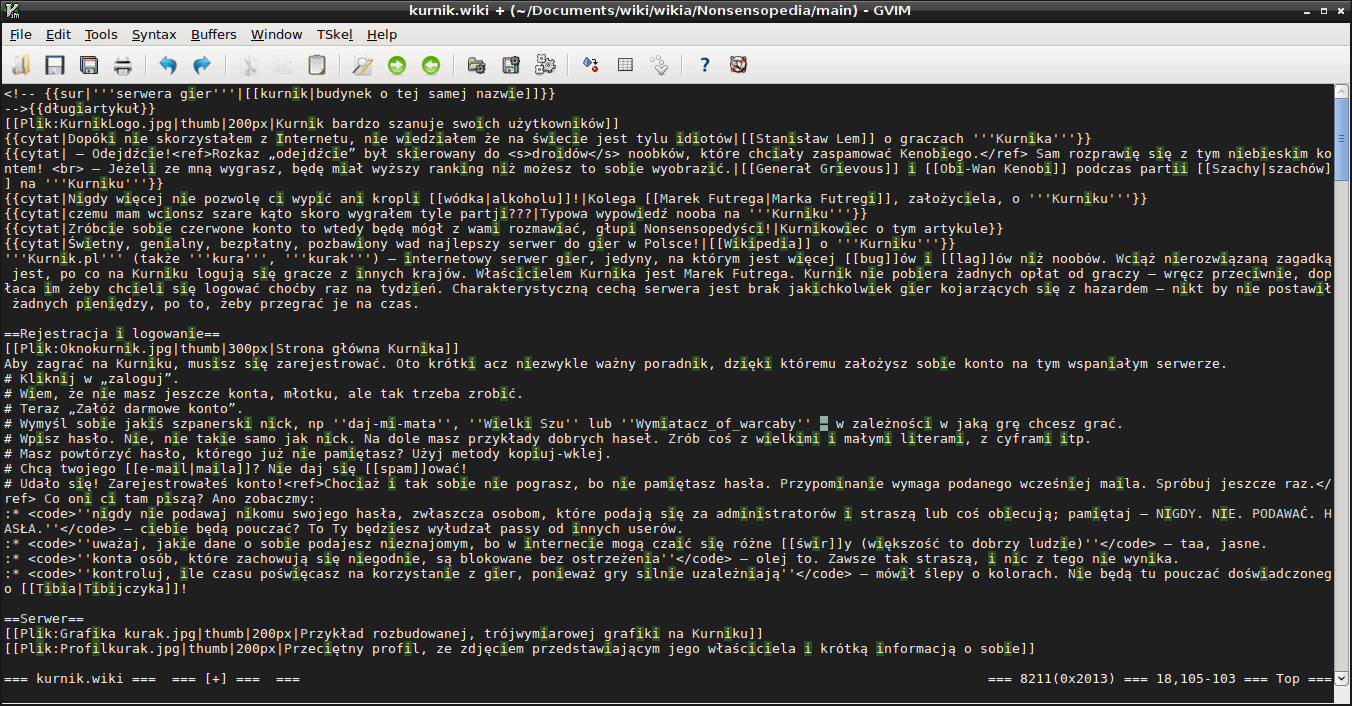 kurnik.wiki + (~/Documents/wiki/wikia/Nonsensopedia/main) - GVIM
File Edit Tools Syntax Buffers Window TSkel Help
<!-- {{sur|'''serwera gier'''|[[kurnik|budynek o tej samej nazwie]]}}
-->{{długiartykuł}}
[[Plik:KurnikLogo.jpg|thumb|200px|Kurnik bardzo szanuje swoich użytkowników]]
{{cytat|Dopóki nie skorzystałem z Internetu, nie wiedziałem że na świecie jest tylu idiotów|[[Stanisław Lem]] o graczach '''Kurnika'''}}
{{cytat| – Odejdźcie!<ref>Rozkaz „odejdźcie” był skierowany do <s>droidów</s> noobków, które chciały zaspamować Kenobiego.</ref> Sam rozprawię się z tym niebieskim ko
ntem! <br> – Jeżeli ze mną wygrasz, będę miał wyższy ranking niż możesz to sobie wyobrazić.|[[Generał Grievous]] i [[Obi-Wan Kenobi]] podczas partii [[Szachy|szachów]
] na '''Kurniku'''}}
{{cytat|Nigdy więcej nie pozwolę ci wypić ani kropli [[wódka|alkoholu]]!|Kolega [[Marek Futrega|Marka Futregi]], założyciela, o '''Kurniku'''}}
{{cytat|czemu mam wcionsz szare kąto skoro wygrałem tyle partji???|Typowa wypowiedź nooba na '''Kurniku'''}}
{{cytat|Zróbcie sobie czerwone konto to wtedy będę mógł z wami rozmawiać, głupi Nonsensopedyści!|Kurnikowiec o tym artykule}}
{{cytat|Świetny, genialny, bezpłatny, pozbawiony wad najlepszy serwer do gier w Polsce!|[[Wikipedia]] o '''Kurniku'''}}
'''Kurnik.pl''' (także '''kura''', '''kurak''') – internetowy serwer gier, jedyny, na którym jest więcej [[bug]]ów i [[lag]]ów niż noobów. Wciąż nierozwiązaną zagadką
jest, po co na Kurniku logują się gracze z innych krajów. Właścicielem Kurnika jest Marek Futrega. Kurnik nie pobiera żadnych opłat od graczy – wręcz przeciwnie, dop
łaca im żeby chcieli się logować choćby raz na tydzień. Charakterystyczną cechą serwera jest brak jakichkolwiek gier kojarzących się z hazardem – nikt by nie postawił
żadnych pieniędzy, po to, żeby przegrać je na czas.
==Rejestracja i logowanie==
[[Plik:Oknokurnik.jpg|thumb|300px|Strona główna Kurnika]]
Aby zagrać na Kurniku, musisz się zarejestrować. Oto krótki acz niezwykle ważny poradnik, dzięki któremu założysz sobie konto na tym wspaniałym serwerze.
# Kliknij w „zaloguj”.
# Wiem, że nie masz jeszcze konta, młotku, ale tak trzeba zrobić.
# Teraz „Załóż darmowe konto”.
# Wymyśl sobie jakiś szpanerski nick, np ''daj-mi-mata'', ''Wielki Szu'' lub ''Wymiatacz_of_warcaby'' – w zależności w jaką grę chcesz grać.
# Wpisz hasło. Nie, nie takie samo jak nick. Na dole masz przykłady dobrych haseł. Zrób coś z wielkimi i małymi literami, z cyframi itp.
# Masz powtórzyć hasło, którego już nie pamiętasz? Użyj metody kopiuj-wklej.
# Chcą twojego [[e-mail|maila]]? Nie daj się [[spam]]ować!
# Udało się! Zarejestrowałeś konto!<ref>Chociaż i tak sobie nie pograsz, bo nie pamiętasz hasła. Przypominanie wymaga podanego wcześniej maila. Spróbuj jeszcze raz.</
ref> Co oni ci tam piszą? Ano zobaczmy:
:* <code>''nigdy nie podawaj nikomu swojego hasła, zwłaszcza osobom, które podają się za administratorów i straszą lub coś obiecują; pamiętaj – NIGDY. NIE. PODAWAĆ. H
ASŁA.''</code> – ciebie będą pouczać? To Ty będziesz wyłudzał passy od innych userów.
:* <code>''uważaj, jakie dane o sobie podajesz nieznajomym, bo w internecie mogą czaić się różne [[świr]]y (większość to dobrzy ludzie)''</code> – taa, jasne.
:* <code>''konta osób, które zachowują się niegodnie, są blokowane bez ostrzeżenia''</code> – olej to. Zawsze tak straszą, i nic z tego nie wynika.
:* <code>''kontroluj, ile czasu poświęcasz na korzystanie z gier, ponieważ gry silnie uzależniają''</code> – mówił ślepy o kolorach. Nie będą tu pouczać doświadczoneg
o [[Tibia|Tibijczyka]]!
==Serwer==
[[Plik:Grafika kurak.jpg|thumb|200px|Przykład rozbudowanej, trójwymiarowej grafiki na Kurniku]]
[[Plik:Profilkurak.jpg|thumb|200px|Przeciętny profil, ze zdjęciem przedstawiającym jego właściciela i krótką informacją o sobie]]
=== kurnik.wiki ===  === [+] ===  === === 8211(0x2013) === 18,105-103 === Top ===